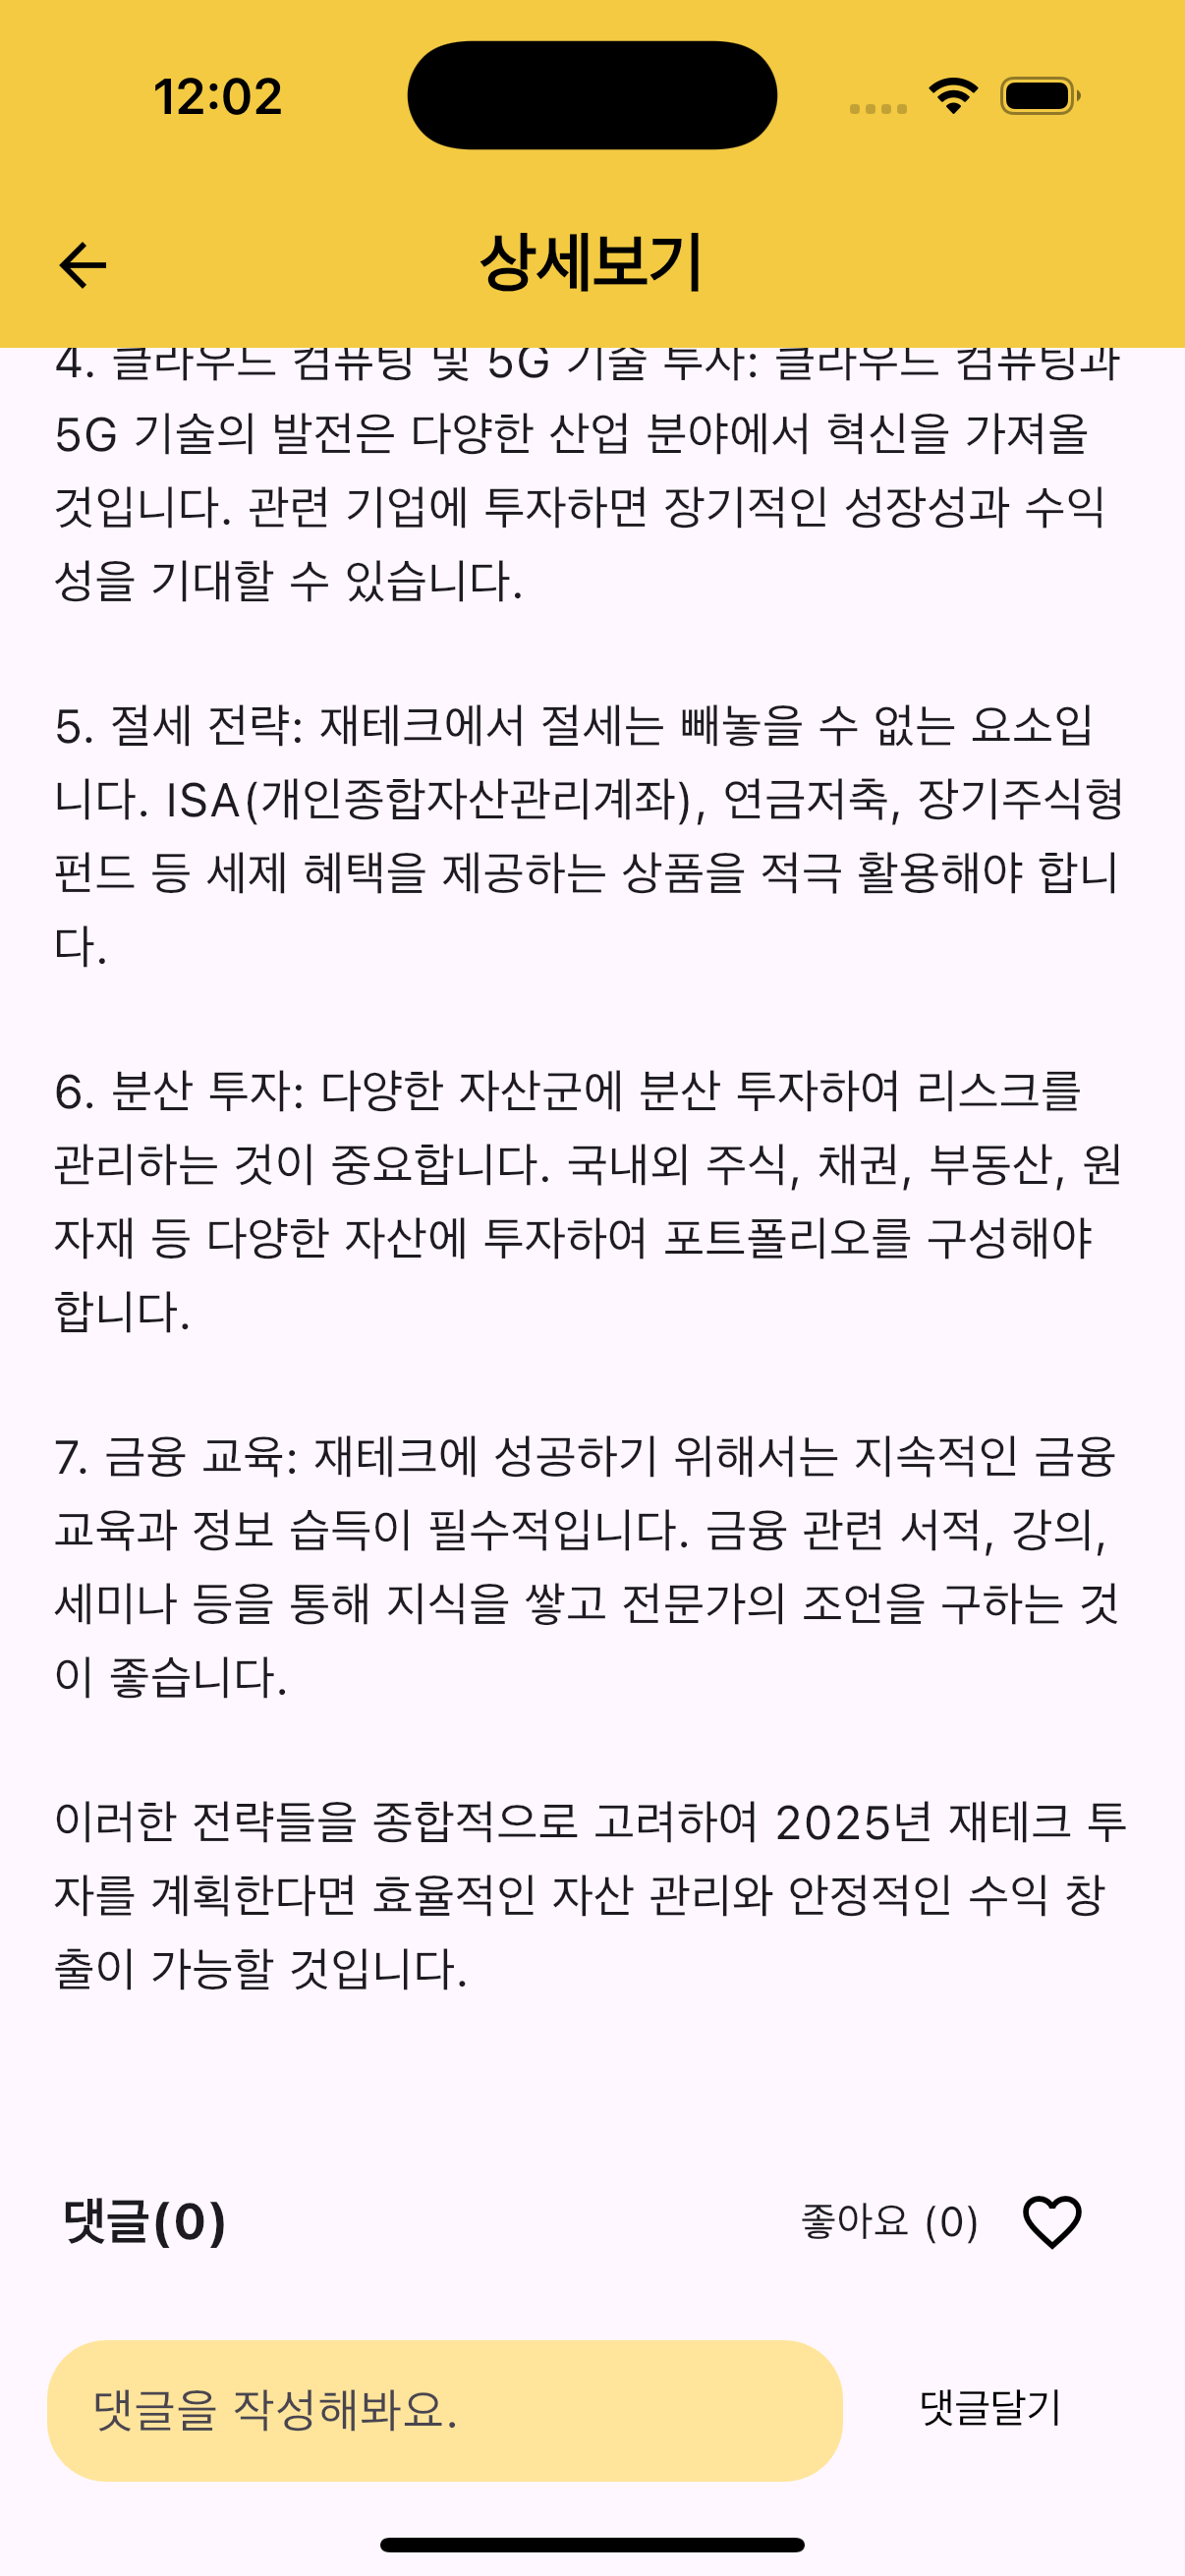 12:02
상세보기
4. 클라우드 컴퓨팅 및 5G 기술 투자: 클라우드 컴퓨팅과
5G 기술의 발전은 다양한 산업 분야에서 혁신을 가져올
것입니다. 관련 기업에 투자하면 장기적인 성장성과 수익
성을 기대할 수 있습니다.
5. 절세 전략: 재테크에서 절세는 빼놓을 수 없는 요소입
니다. ISA(개인종합자산관리계좌), 연금저축, 장기주식형
펀드 등 세제 혜택을 제공하는 상품을 적극 활용해야 합니
다.
6. 분산 투자: 다양한 자산군에 분산 투자하여 리스크를
관리하는 것이 중요합니다. 국내외 주식, 채권, 부동산, 원
자재 등 다양한 자산에 투자하여 포트폴리오를 구성해야
합니다.
7. 금융 교육: 재테크에 성공하기 위해서는 지속적인 금융
교육과 정보 습득이 필수적입니다. 금융 관련 서적, 강의,
세미나 등을 통해 지식을 쌓고 전문가의 조언을 구하는 것
이 좋습니다.
이러한 전략들을 종합적으로 고려하여 2025년 재테크 투
자를 계획한다면 효율적인 자산 관리와 안정적인 수익 창
출이 가능할 것입니다.
댓글(0)
좋아요 (0)
댓글을 작성해봐요.
댓글달기